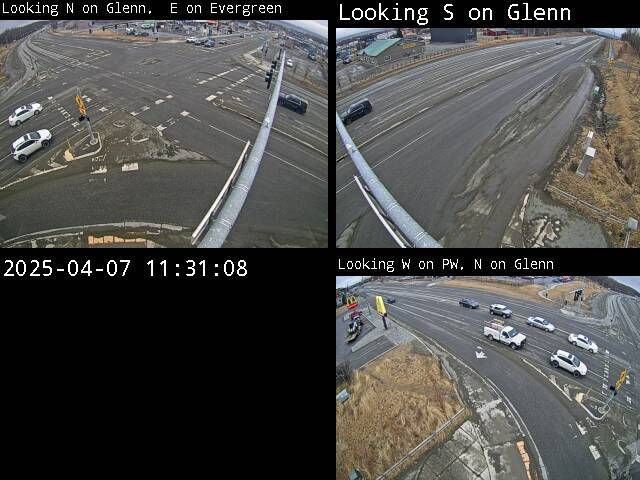 Looking N on Glenn,  E on Evergreen
Looking S on Glenn
2025-04-07 11:31:08
Looking W on PW, N on Glenn